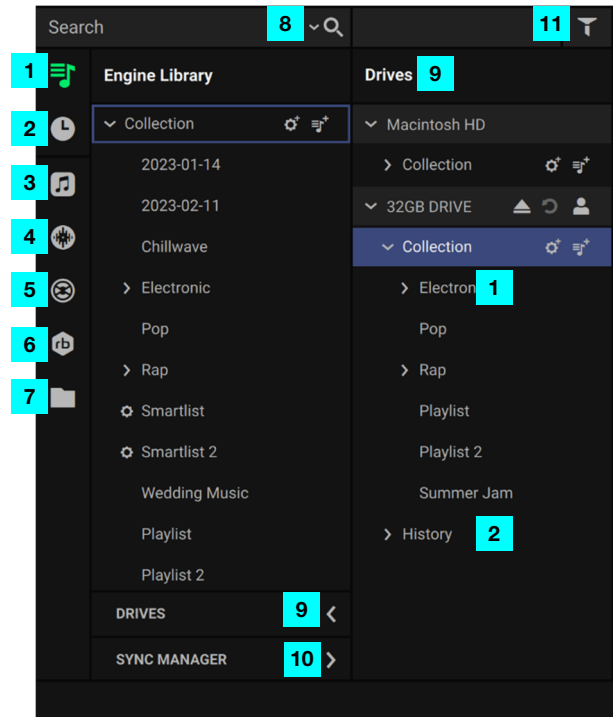 Search 8
11
1
Engine Library
Drives 9
2
Collection
Macintosh HD
2023-01-14
Collection
3
2023-02-11
32GB DRIVE
4
Chillwave
Collection
5
Electronic
Electron 1
6
rb
Pop
Pop
7
Rap
Rap
Smartlist
Playlist
Smartlist 2
Playlist 2
Wedding Music
Summer Jam
Playlist
History 2
Playlist 2
DRIVES 9
SYNC MANAGER 10